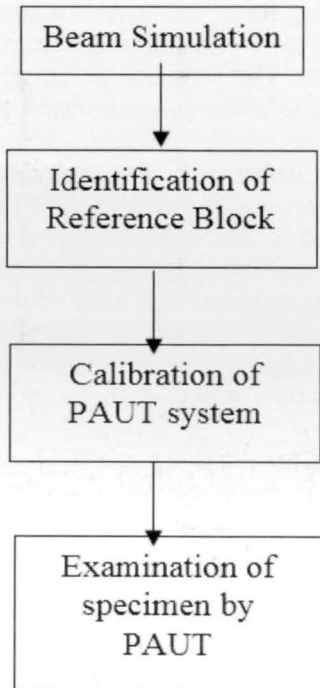 Beam Simulation
Identification of
Reference Block
Calibration of
PAUT system
Examination of
specimen by
PAUT